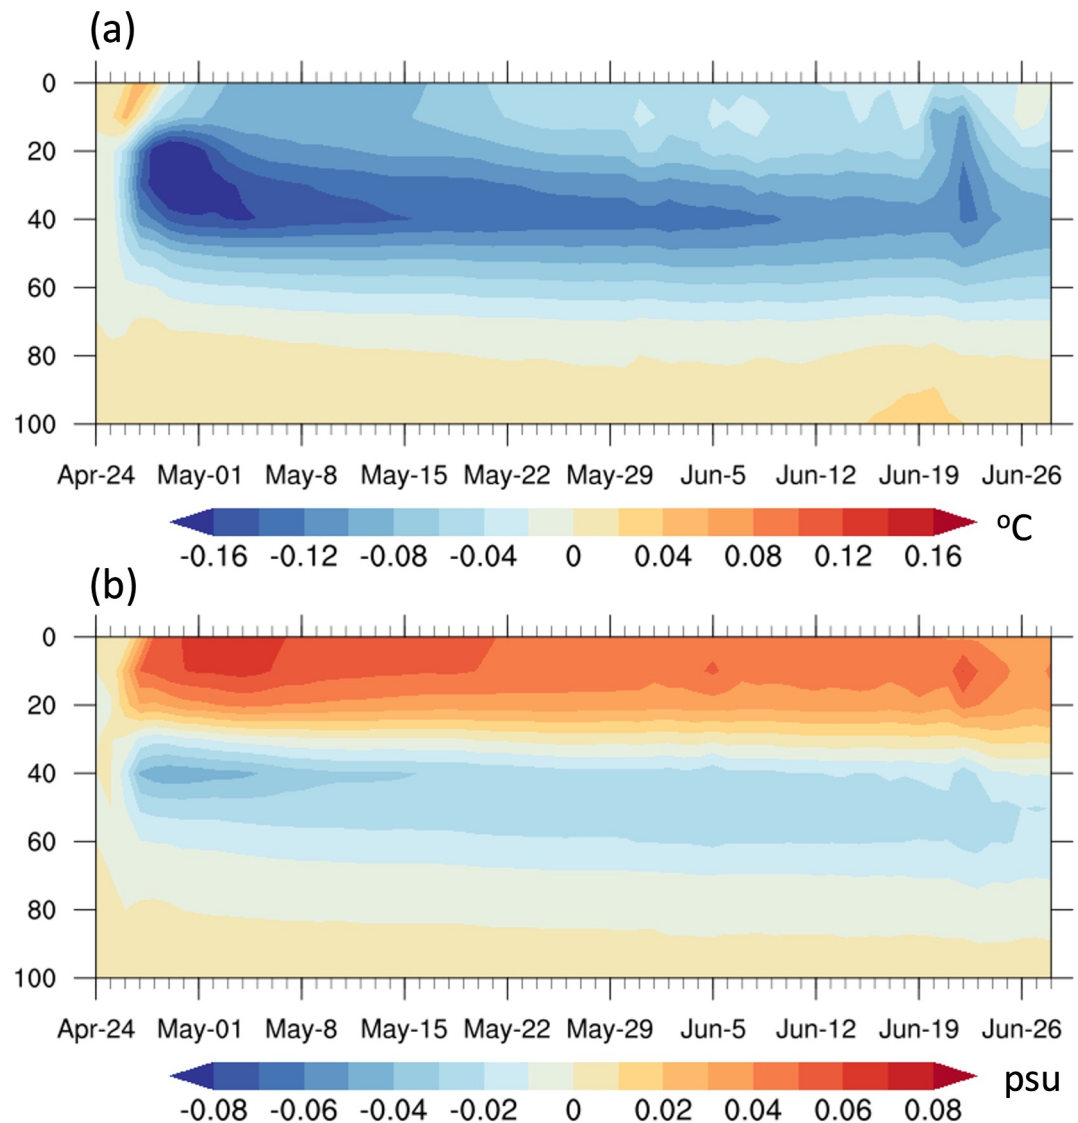 (a)
0
20
40
60
80
100
Apr-24 May-01 May-8 May-15 May-22 May-29 Jun-5 Jun-12 Jun-19 Jun-26
-0.16 -0.12 -0.08 -0.04 0 0.04 0.08 0.12 0.16 ºC
(b)
0
20
40
60
80
100
Apr-24 May-01 May-8 May-15 May-22 May-29 Jun-5 Jun-12 Jun-19 Jun-26
-0.08 -0.06 -0.04 -0.02 0 0.02 0.04 0.06 0.08 psu